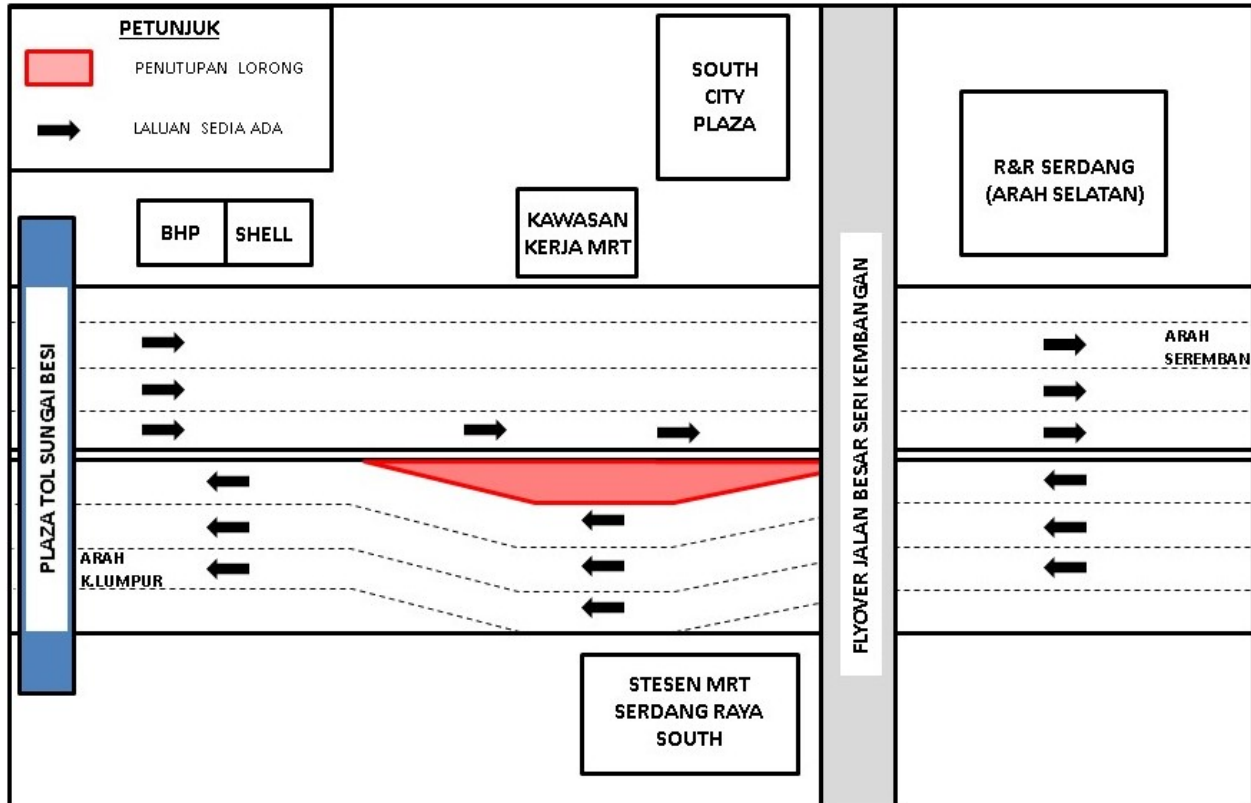 PETUNJUK
PENUTUPAN LORONG
LALUAN SEDIA ADA
SOUTH
CITY
PLAZA
R&R SERDANG
(ARAH SELATAN)
BHP
SHELL
KAWASAN
KERJA MRT
PLAZA TOL SUNGAI BESI
FLYOVER JALAN BESAR SERI KEMBANGAN
ARAH
SEREMBAN
ARAH
K.LUMPUR
STESEN MRT
SERDANG RAYA
SOUTH